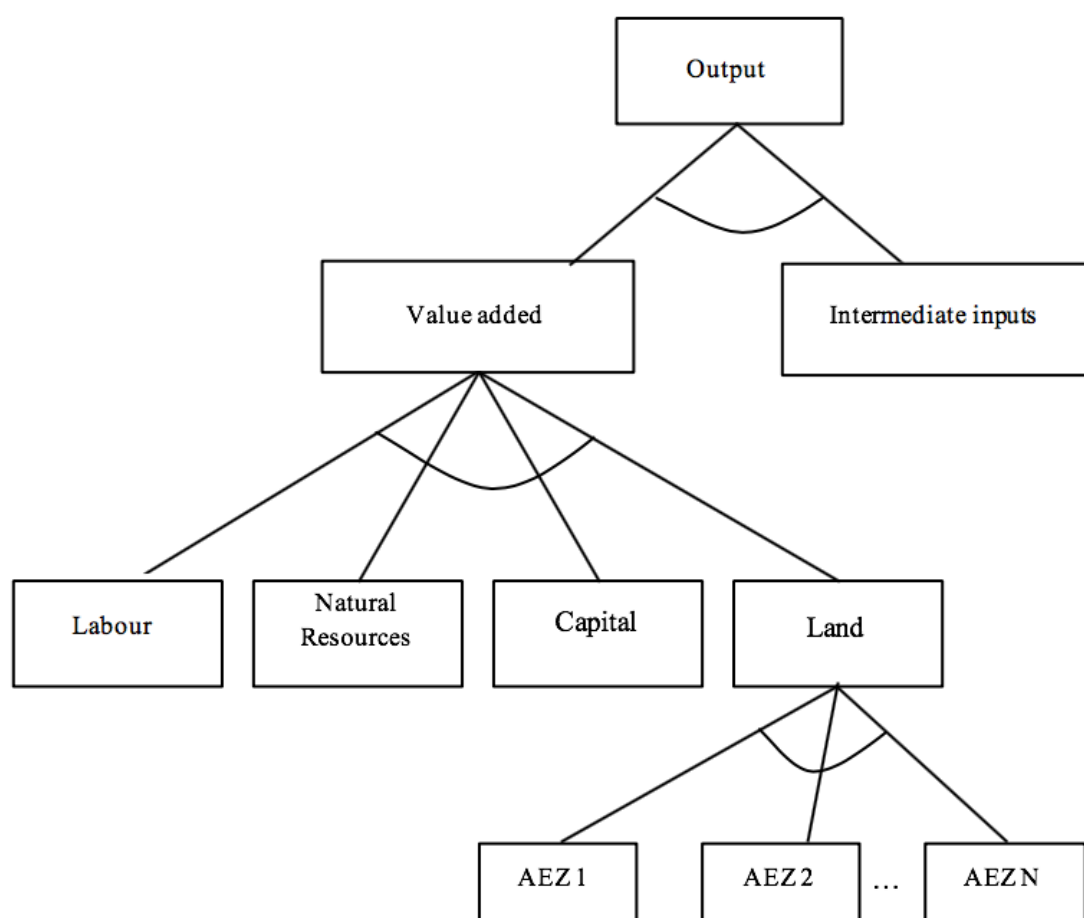 Output
Value added
Intermediate inputs
Labour
Natural
Resources
Capital
Land
AEZ 1
AEZ 2
...
AEZ N